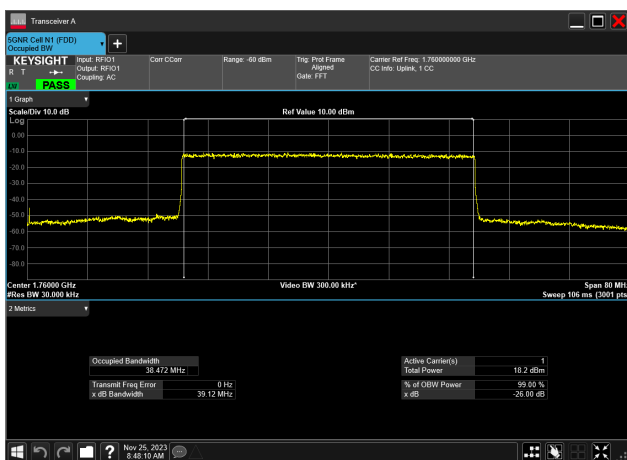 Transceiver A
5GNR Cell N1 (FDD)
Occupied BW
KEYSIGHT
Input: RFIO1
Output: RFIO1
Coupling: AC
Corr CCorr
Range: -60 dBm
Trig: Prot Frame
Aligned
Gate: FFT
Carrier Ref Freq: 1.760000000 GHz
CC Info: Uplink, 1 CC
R T
PASS
1 Graph
Scale/Div 10.0 dB
Ref Value 10.00 dBm
Log
0.00
-10.0
-20.0
-30.0
-40.0
-50.0
-60.0
-70.0
-80.0
Center 1.76000 GHz
Video BW 300.00 kHz*
Span 80 MHz
#Res BW 30.000 kHz
Sweep 106 ms (3001 pts
2 Metrics
Occupied Bandwidth
38.472 MHz
Transmit Freq Error 0 Hz
x dB Bandwidth 39.12 MHz
Active Carrier(s) 1
Total Power 18.2 dBm
% of OBW Power 99.00 %
x dB -26.00 dB
Nov 25, 2023
8:48:10 AM